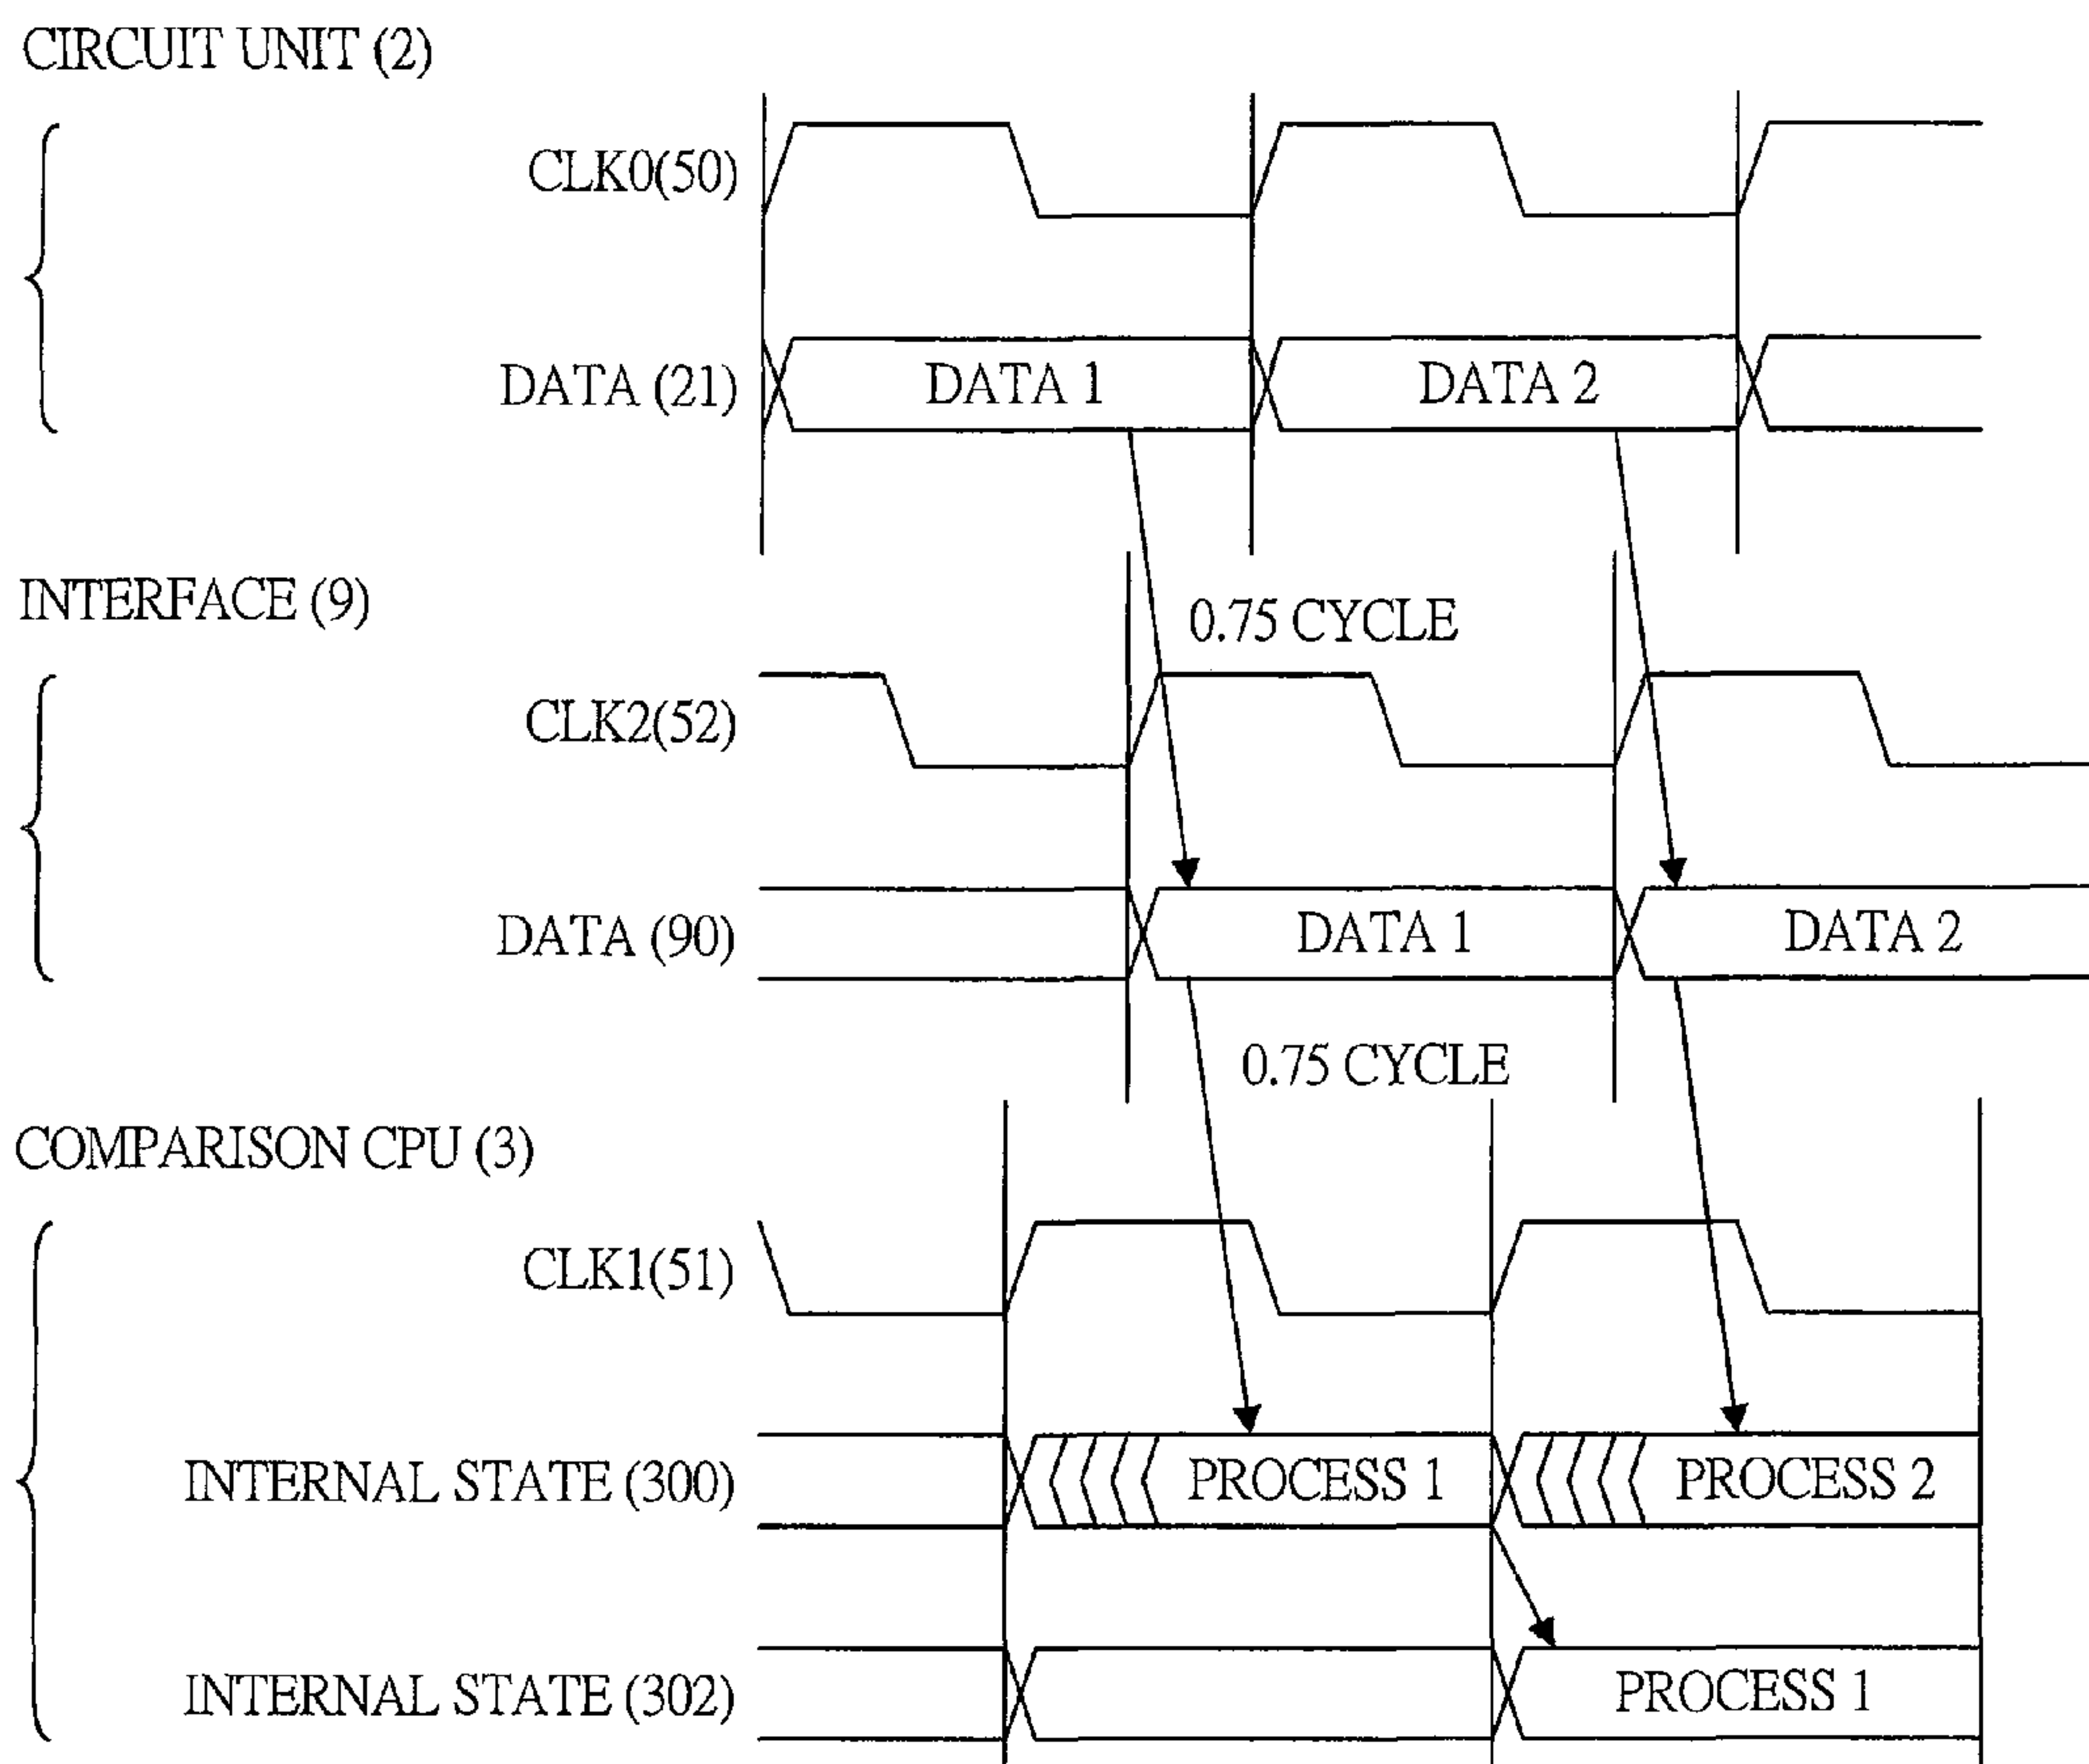 CIRCUIT UNIT (2)
CLK0(50)
DATA (21)
DATA 1
DATA 2
INTERFACE (9)
0.75 CYCLE
CLK2(52)
DATA (90)
DATA 1
DATA 2
0.75 CYCLE
COMPARISON CPU (3)
CLK1(51)
INTERNAL STATE (300)
PROCESS 1
PROCESS 2
INTERNAL STATE (302)
PROCESS 1